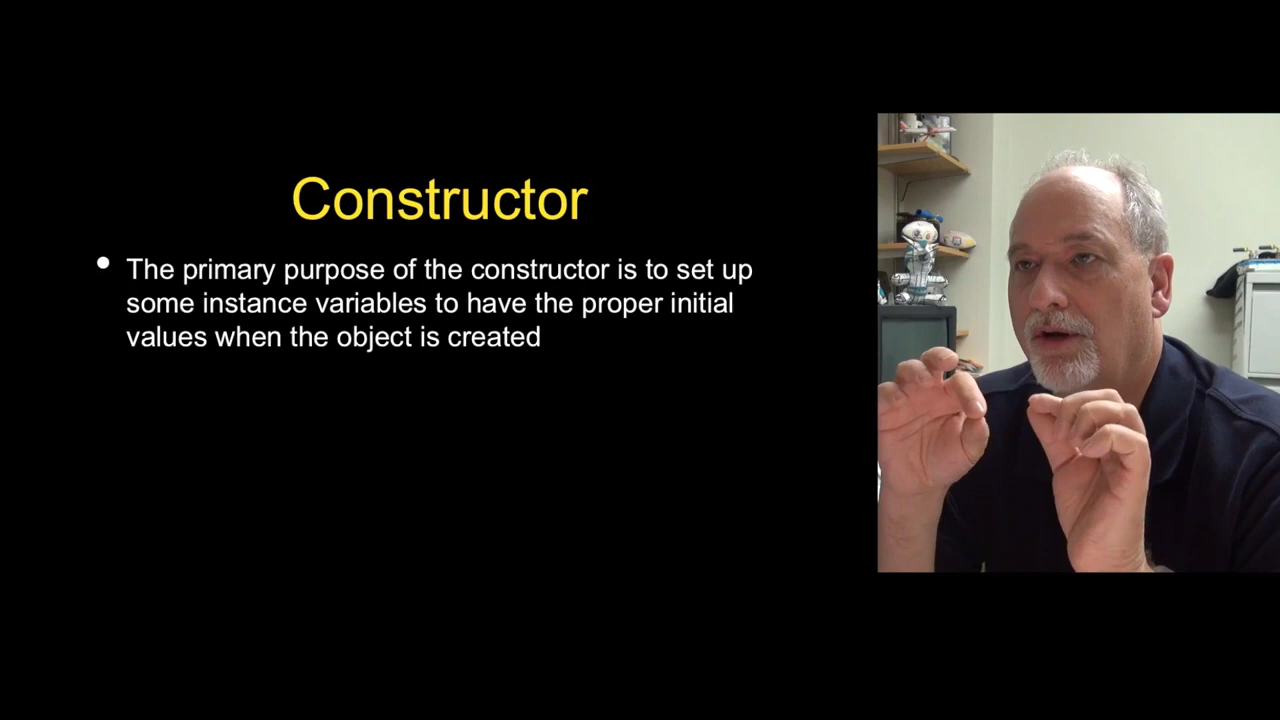 Constructor
• The primary purpose of the constructor is to set up
some instance variables to have the proper initial
values when the object is created